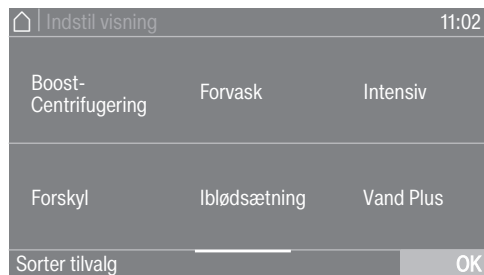 Indstil visning 11:02
Boost-
Centrifugering Forvask Intensiv
Forskyl Iblødsætning Vand Plus
Sorter tilvalg OK